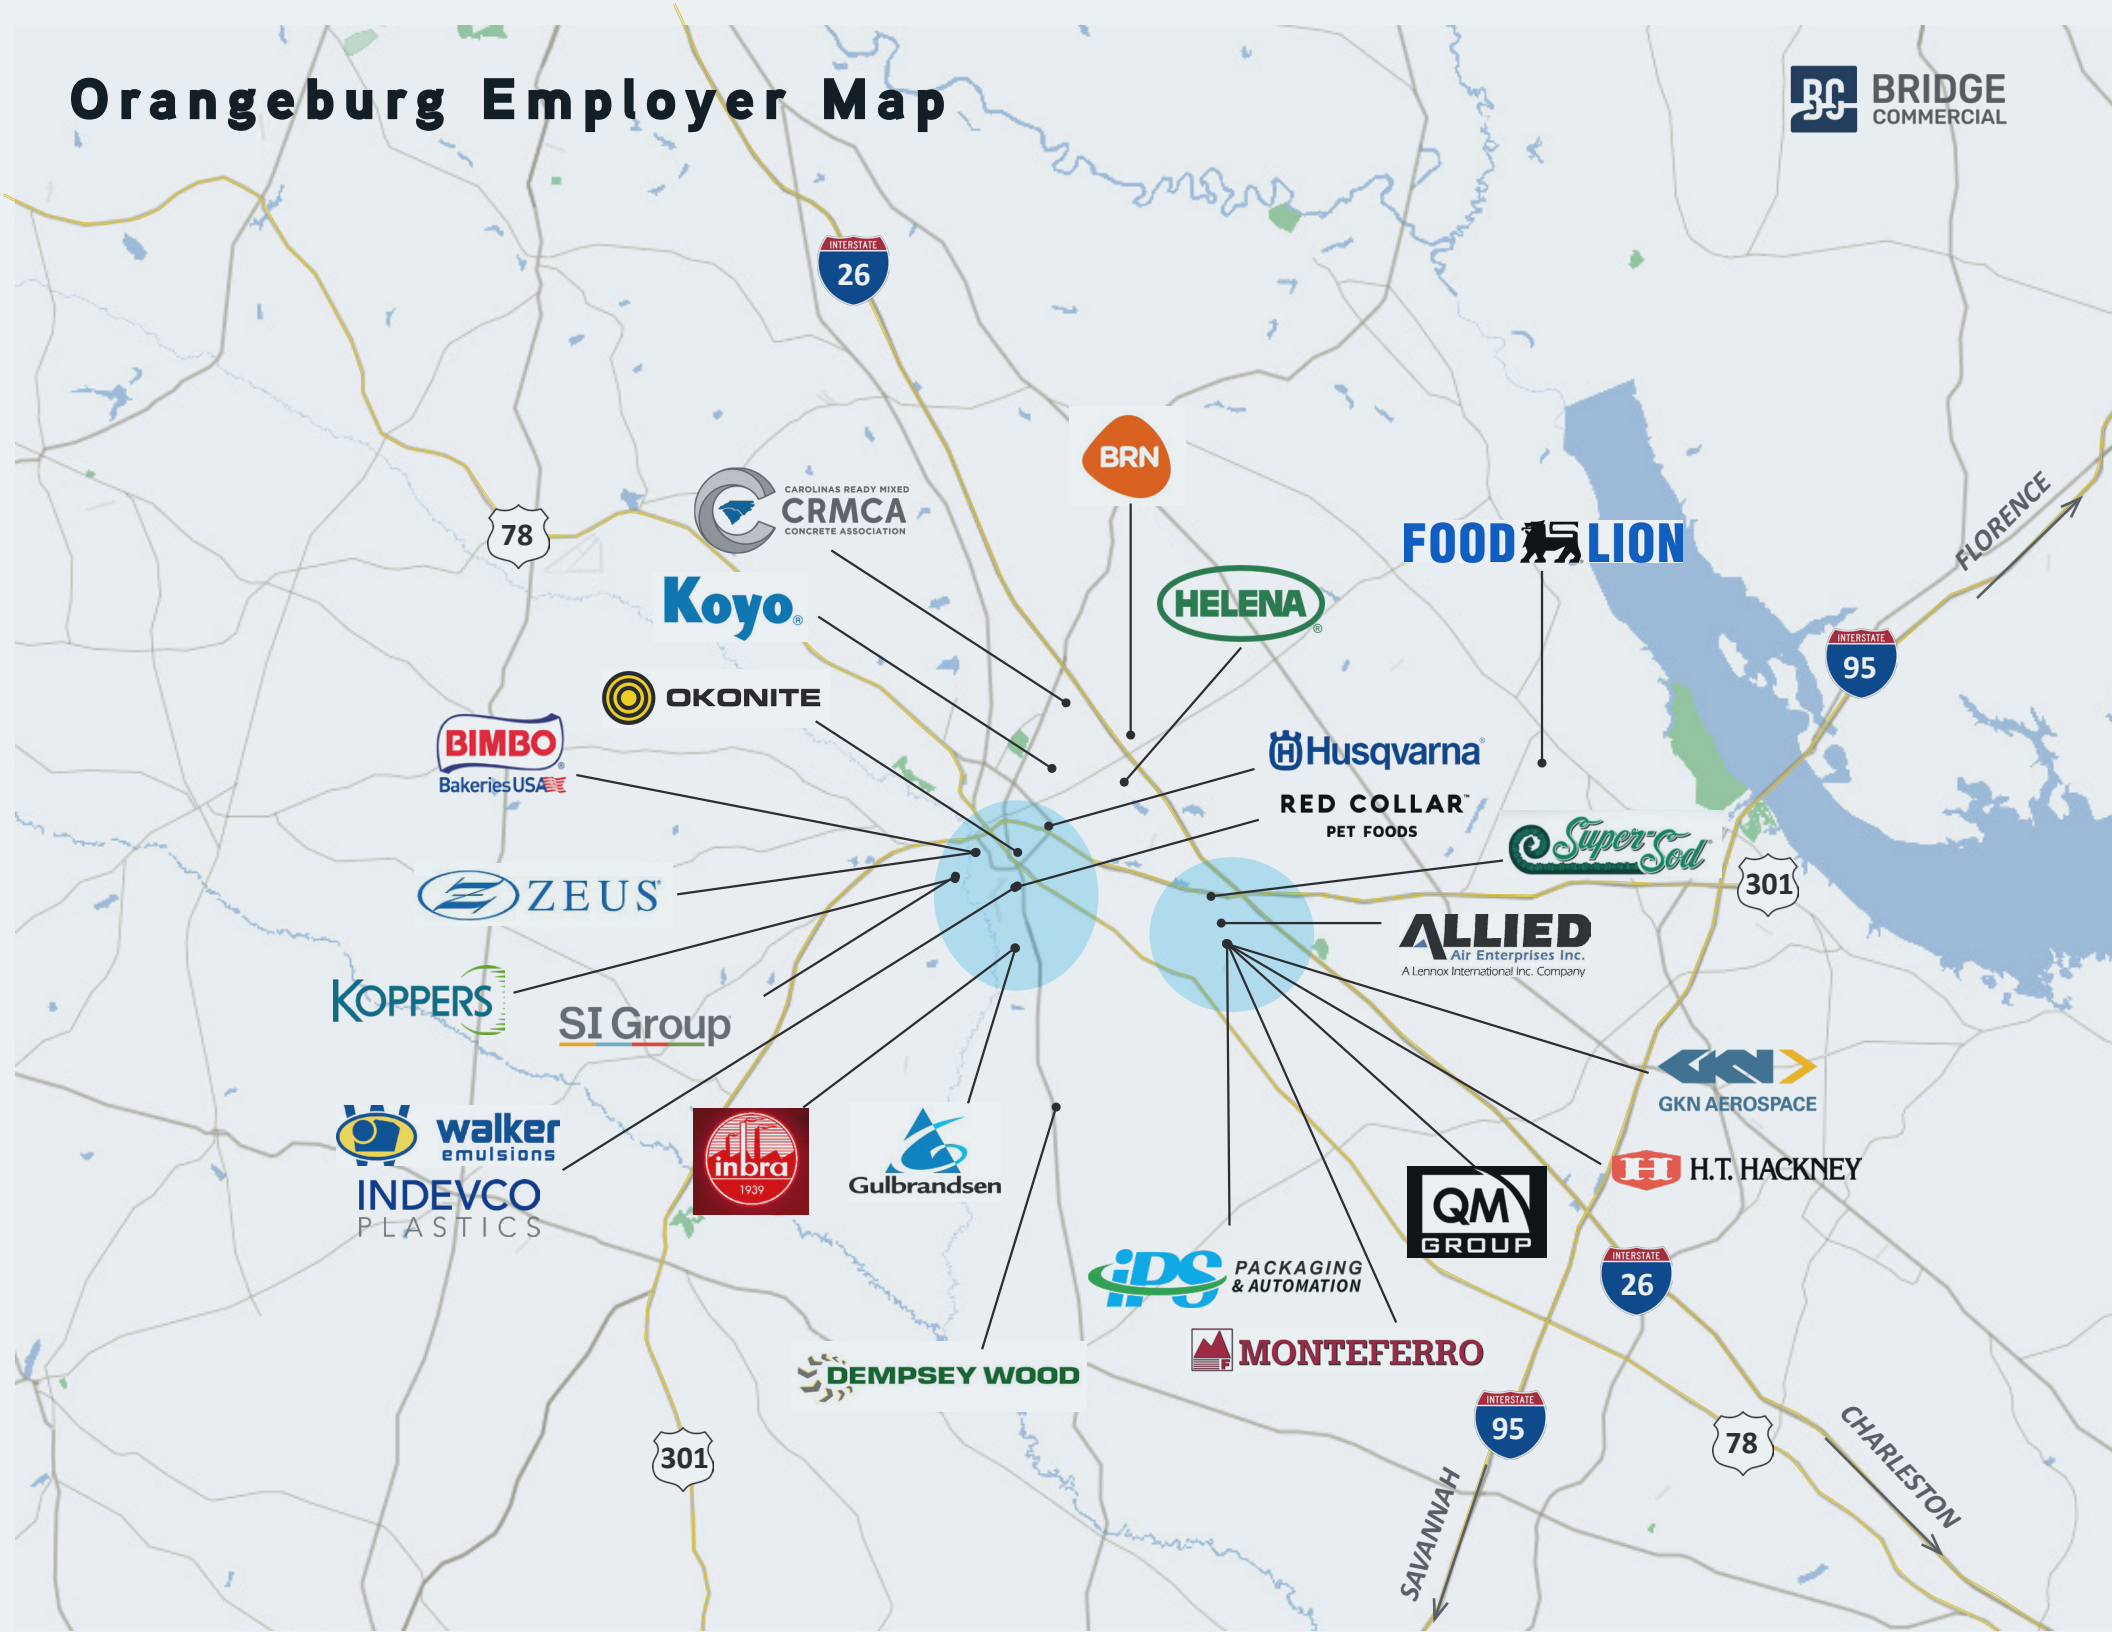 Orangeburg Employer Map
BC BRIDGE
COMMERCIAL
INTERSTATE
26
BRN
CAROLINAS READY MIXED
CRMCA
CONCRETE ASSOCIATION
78
FOOD LION
FLORENCE
Koyo®
HELENA®
INTERSTATE
95
OKONITE
BIMBO®
Bakeries USA
Husqvarna®
RED COLLAR™
PET FOODS
Super-Sod
ZEUS®
301
ALLIED
Air Enterprises Inc.
A Lennox International Inc. Company
KOPPERS
SI Group
GKN
GKN AEROSPACE
walker
emulsions
INDEVCO
PLASTICS
inbra
1939
Gulbrandsen
H H.T. HACKNEY
QM
GROUP
iPS PACKAGING
& AUTOMATION
INTERSTATE
26
F MONTEFERRO
DEMPSEY WOOD
INTERSTATE
95
301
78
CHARLESTON
SAVANNAH